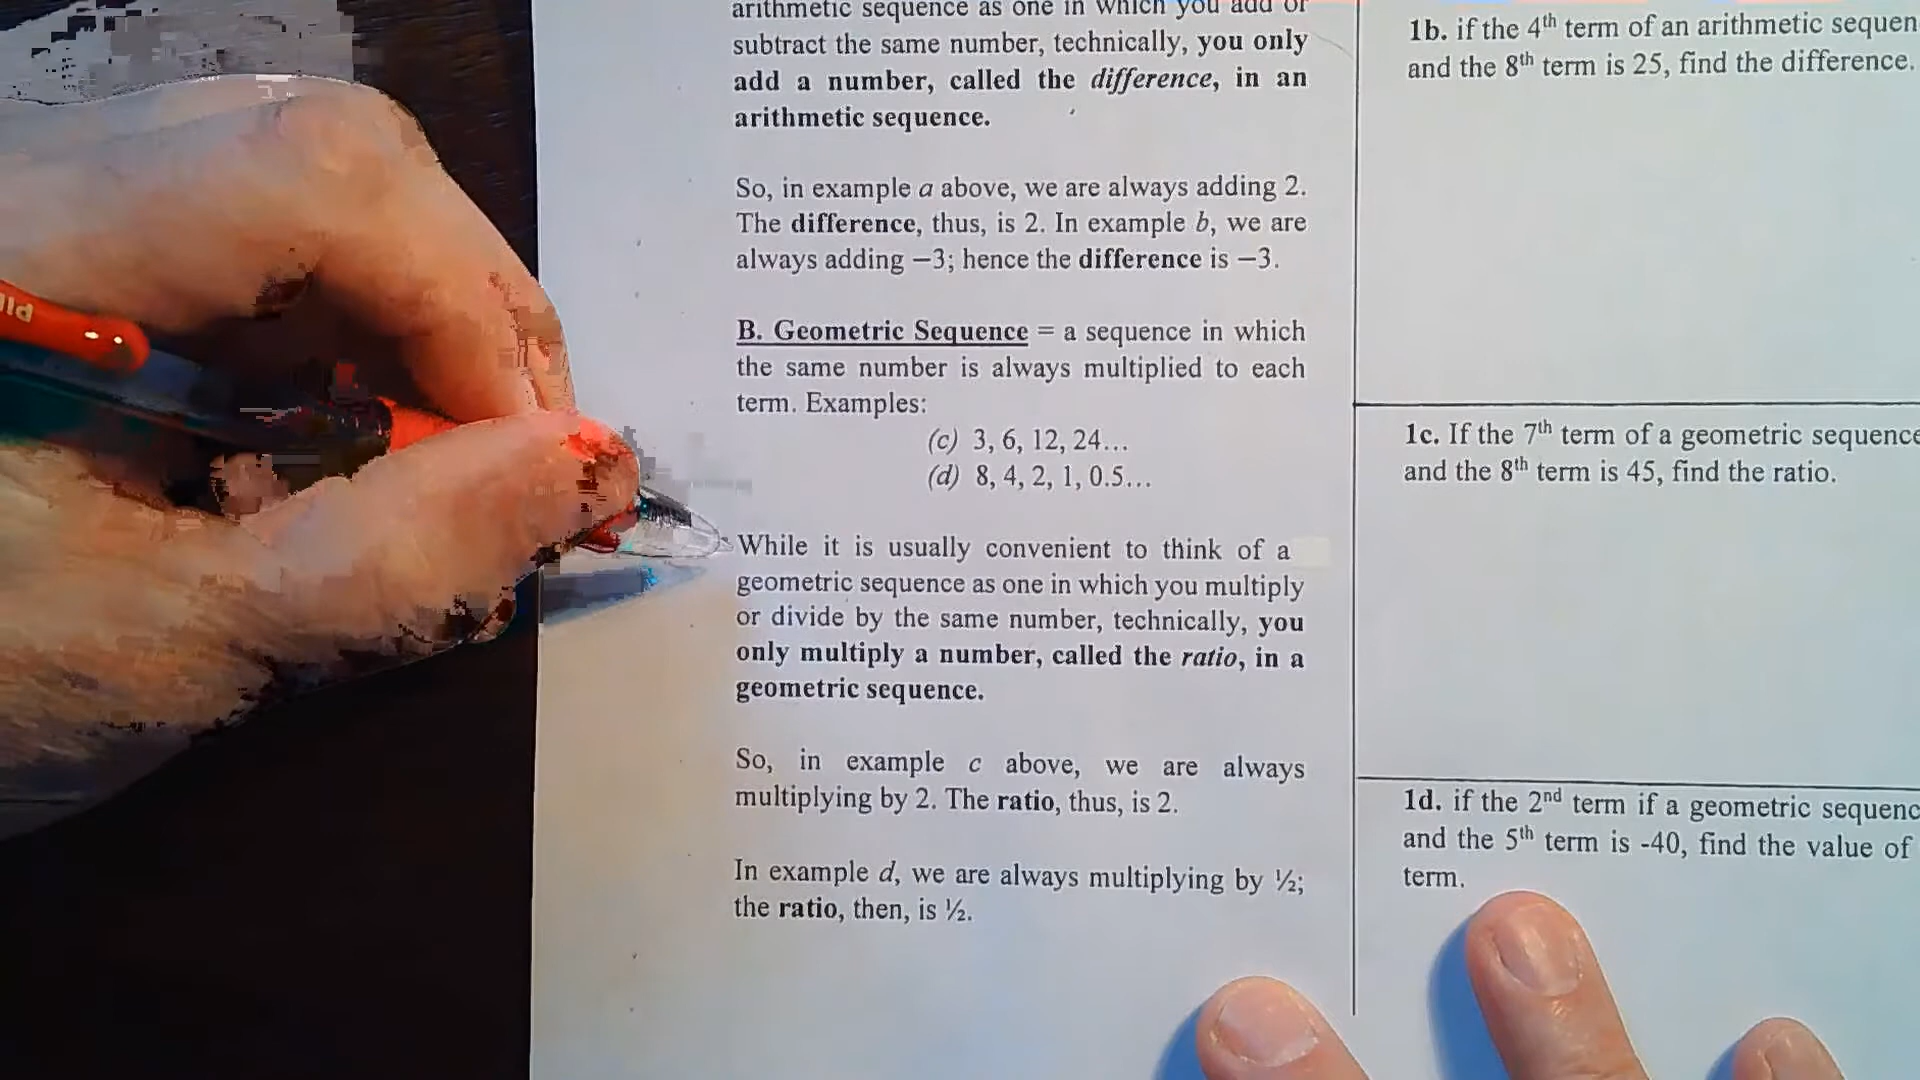 arithmetic sequence as one in which you add or
subtract the same number, technically, you only
add a number, called the difference, in an
arithmetic sequence.
So, in example a above, we are always adding 2.
The difference, thus, is 2. In example b, we are
always adding −3; hence the difference is −3.
B. Geometric Sequence = a sequence in which
the same number is always multiplied to each
term. Examples:
(c) 3, 6, 12, 24...
(d) 8, 4, 2, 1, 0.5...
While it is usually convenient to think of a
geometric sequence as one in which you multiply
or divide by the same number, technically, you
only multiply a number, called the ratio, in a
geometric sequence.
So, in example c above, we are always
multiplying by 2. The ratio, thus, is 2.
In example d, we are always multiplying by ½;
the ratio, then, is ½.
1b. if the 4th term of an arithmetic sequen
and the 8th term is 25, find the difference.
1c. If the 7th term of a geometric sequence
and the 8th term is 45, find the ratio.
1d. if the 2nd term if a geometric sequenc
and the 5th term is -40, find the value of
term.